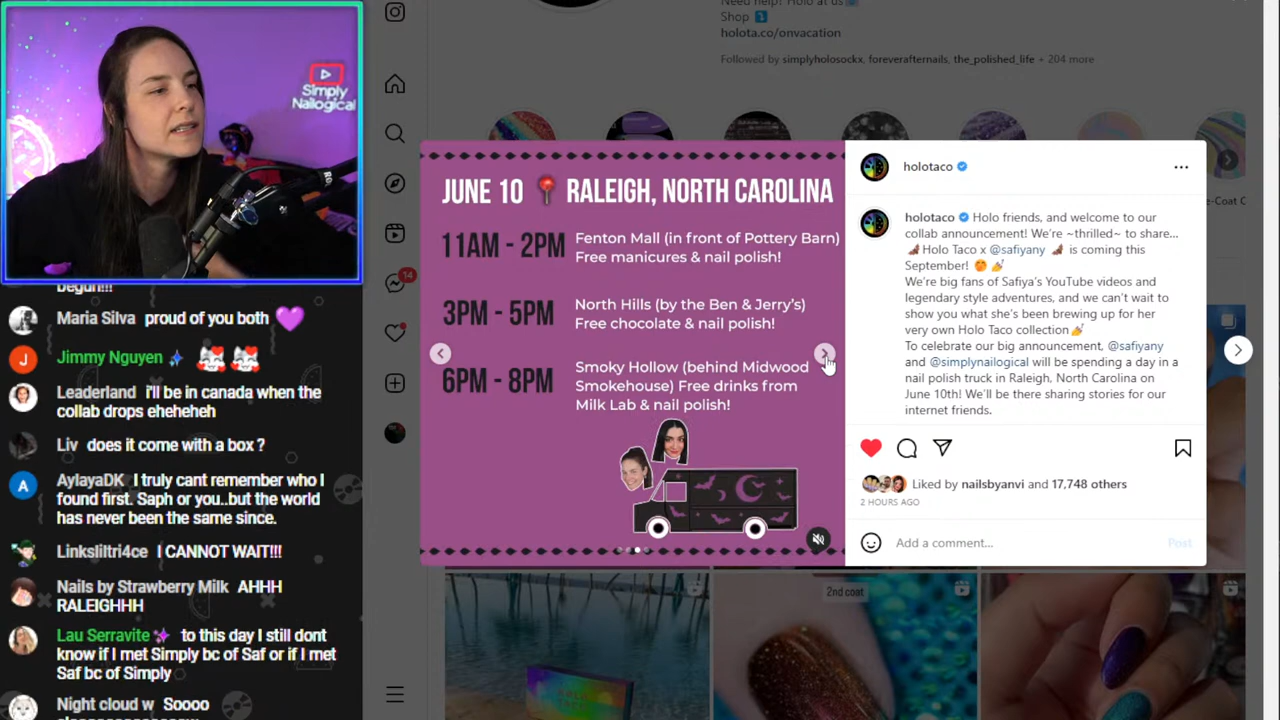 Simply
Nailogical
begun!!!
Maria Silva proud of you both
Jimmy Nguyen
Leaderland i'll be in canada when the
collab drops eheheheh
Liv does it come with a box ?
AylayaDK I truly cant remember who I
found first. Saph or you..but the world
has never been the same since.
Linksliltri4ce I CANNOT WAIT!!!
Nails by Strawberry Milk AHHH
RALEIGHHH
Lau Serravite to this day I still dont
know if I met Simply bc of Saf or if I met
Saf bc of Simply
Night cloud w Soooo
14
Need help? Holo at us
Shop
holota.co/onvacation
Followed by simplyholosockx, foreverafternails, the_polished_life + 204 more
JUNE 10 RALEIGH, NORTH CAROLINA
11AM - 2PM Fenton Mall (in front of Pottery Barn)
Free manicures & nail polish!
3PM - 5PM North Hills (by the Ben & Jerry's)
Free chocolate & nail polish!
6PM - 8PM Smoky Hollow (behind Midwood
Smokehouse) Free drinks from
Milk Lab & nail polish!
holotaco
holotaco Holo friends, and welcome to our
collab announcement! We're ~thrilled~ to share...
Holo Taco x @safiyany is coming this
September!
We're big fans of Safiya's YouTube videos and
legendary style adventures, and we can't wait to
show you what she's been brewing up for her
very own Holo Taco collection
To celebrate our big announcement, @safiyany
and @simplynailogical will be spending a day in a
nail polish truck in Raleigh, North Carolina on
June 10th! We'll be there sharing stories for our
internet friends.
Liked by nailsbyanvi and 17,748 others
2 HOURS AGO
Add a comment...
Post
e-Coat C
2nd coat